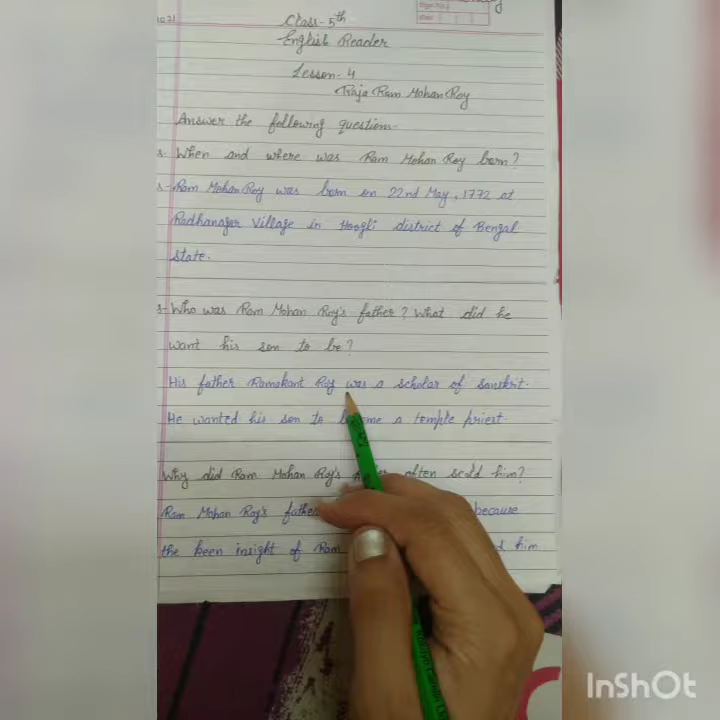 Class- 5th
English Reader
Lesson- 4
Raja Ram Mohan Roy
Answer the following question-
When and where was Ram Mohan Roy born?
Ram Mohan Roy was born on 22nd May, 1772 at
Radhanagar Village in Hoogli district of Bengal
state.
Who was Ram Mohan Roy's father? What did he
want his son to be?
His father Ramakant Roy was a scholar of Sanskrit.
He wanted his son to become a temple priest.
Why did Ram Mohan Roy's often scold him?
Ram Mohan Roy's father because
the keen insight of Ram him
InShOt